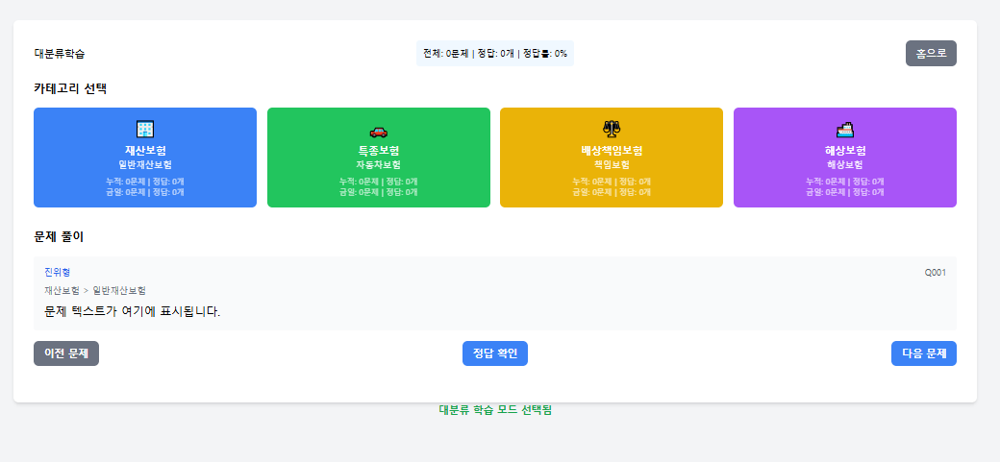 대분류학습
전체: 0문제 | 정답: 0개 | 정답률: 0%
홈으로
카테고리 선택
재산보험
일반재산보험
누적: 0문제 | 정답: 0개
금일: 0문제 | 정답: 0개
특종보험
자동차보험
누적: 0문제 | 정답: 0개
금일: 0문제 | 정답: 0개
배상책임보험
책임보험
누적: 0문제 | 정답: 0개
금일: 0문제 | 정답: 0개
해상보험
해상보험
누적: 0문제 | 정답: 0개
금일: 0문제 | 정답: 0개
문제 풀이
진위형
Q001
재산보험 > 일반재산보험
문제 텍스트가 여기에 표시됩니다.
이전 문제
정답 확인
다음 문제
대분류 학습 모드 선택됨